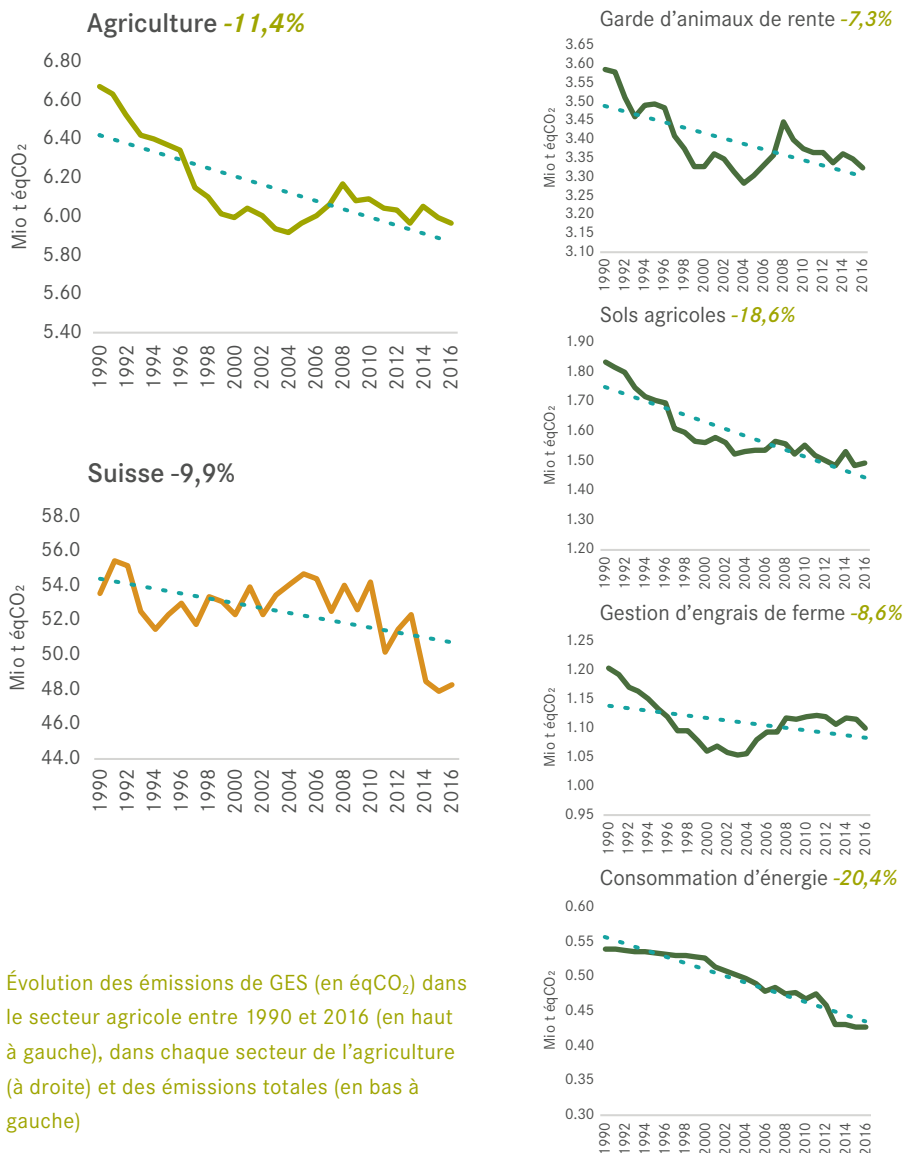 Agriculture -11,4%
Mio t éqCO₂
6.80
6.60
6.40
6.20
6.00
5.80
5.60
5.40
1990 1992 1994 1996 1998 2000 2002 2004 2006 2008 2010 2012 2014 2016
Suisse -9,9%
Mio t éqCO₂
58.0
56.0
54.0
52.0
50.0
48.0
46.0
44.0
1990 1992 1994 1996 1998 2000 2002 2004 2006 2008 2010 2012 2014 2016
Évolution des émissions de GES (en éqCO₂) dans
le secteur agricole entre 1990 et 2016 (en haut
à gauche), dans chaque secteur de l’agriculture
(à droite) et des émissions totales (en bas à
gauche)
Garde d’animaux de rente -7,3%
Mio t éqCO₂
3.65
3.60
3.55
3.50
3.45
3.40
3.35
3.30
3.25
3.20
3.15
3.10
1990 1992 1994 1996 1998 2000 2002 2004 2006 2008 2010 2012 2014 2016
Sols agricoles -18,6%
Mio t éqCO₂
1.90
1.80
1.70
1.60
1.50
1.40
1.30
1.20
1990 1992 1994 1996 1998 2000 2002 2004 2006 2008 2010 2012 2014 2016
Gestion d’engrais de ferme -8,6%
Mio t éqCO₂
1.25
1.20
1.15
1.10
1.05
1.00
0.95
1990 1992 1994 1996 1998 2000 2002 2004 2006 2008 2010 2012 2014 2016
Consommation d’énergie -20,4%
Mio t éqCO₂
0.60
0.55
0.50
0.45
0.40
0.35
0.30
1990 1992 1994 1996 1998 2000 2002 2004 2006 2008 2010 2012 2014 2016